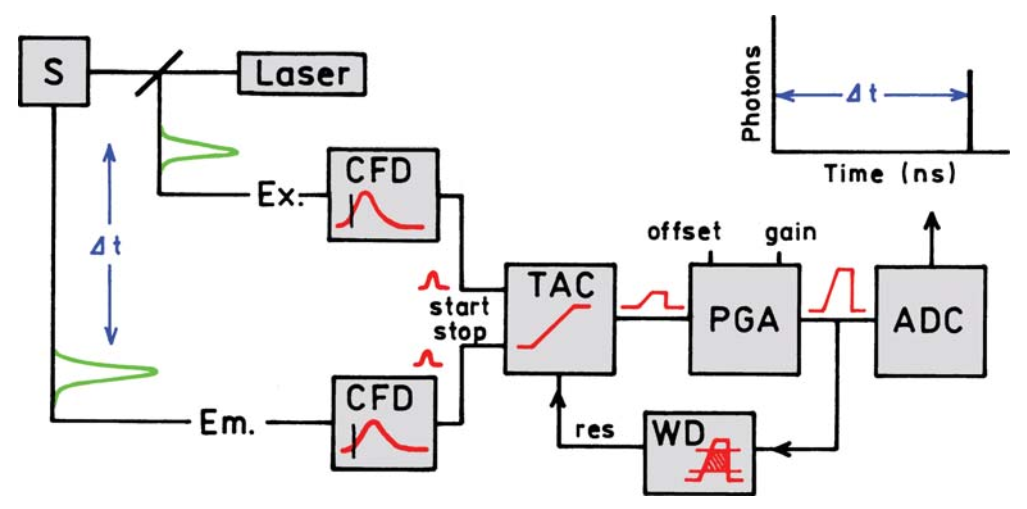 S
Laser
Δt
Ex.
CFD
start
stop
Em.
CFD
TAC
res
offset
gain
PGA
WD
ADC
Photons
Δt
Time (ns)